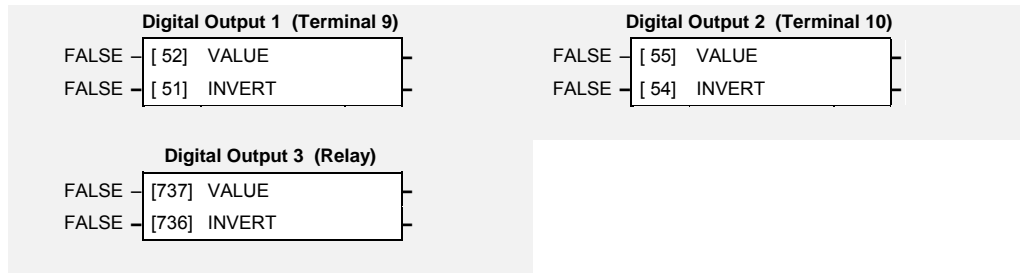 Digital Output 1 (Terminal 9)
FALSE – [ 52] VALUE
FALSE – [ 51] INVERT
Digital Output 2 (Terminal 10)
FALSE – [ 55] VALUE
FALSE – [ 54] INVERT
Digital Output 3 (Relay)
FALSE – [737] VALUE
FALSE – [736] INVERT